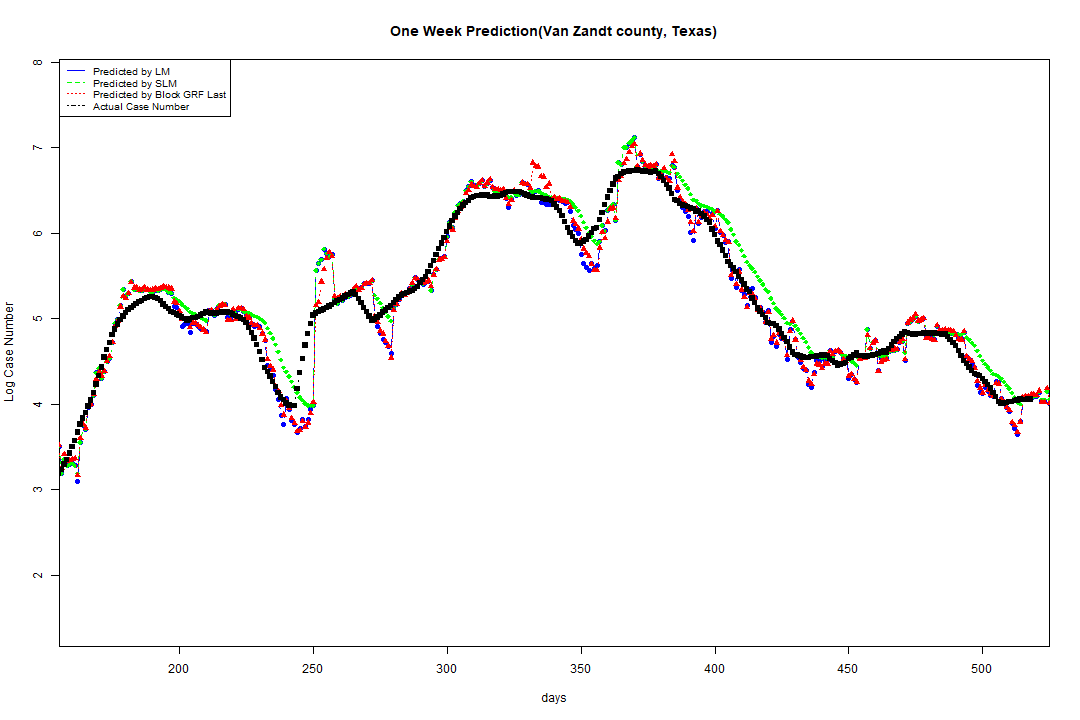 One Week Prediction(Van Zandt county, Texas)
Predicted by LM
Predicted by SLM
Predicted by Block GRF Last
Actual Case Number
8
7
6
5
4
3
2
Log Case Number
200 250 300 350 400 450 500
days